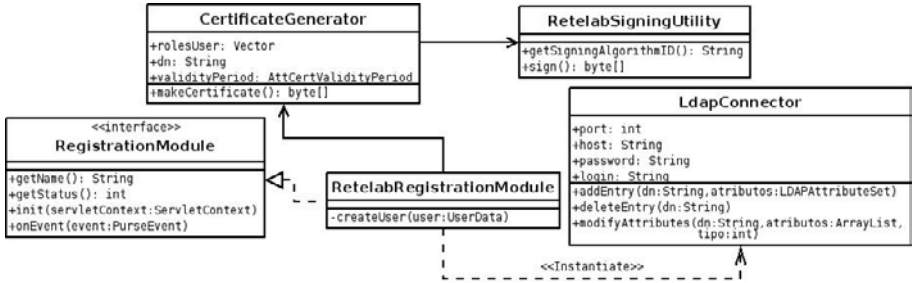 CertificateGenerator
+rolesUser: Vector
+dn: String
+validityPeriod: AttCertValidityPeriod
+makeCertificate(): byte[]
RetelabSigningUtility
+getSigningAlgorithmID(): String
+sign(): byte[]
<<interface>>
RegistrationModule
+getName(): String
+getStatus(): int
+init(servletContext:ServletContext)
+onEvent(event:PurseEvent)
RetelabRegistrationModule
-createUser(user:UserData)
LdapConnector
+port: int
+host: String
+password: String
+login: String
+addEntry(dn:String,atributos:LDAPAttributeSet)
+deleteEntry(dn:String)
+modifyAttributes(dn:String,atributos:ArrayList,
tipo:int)
<<Instantiate>>